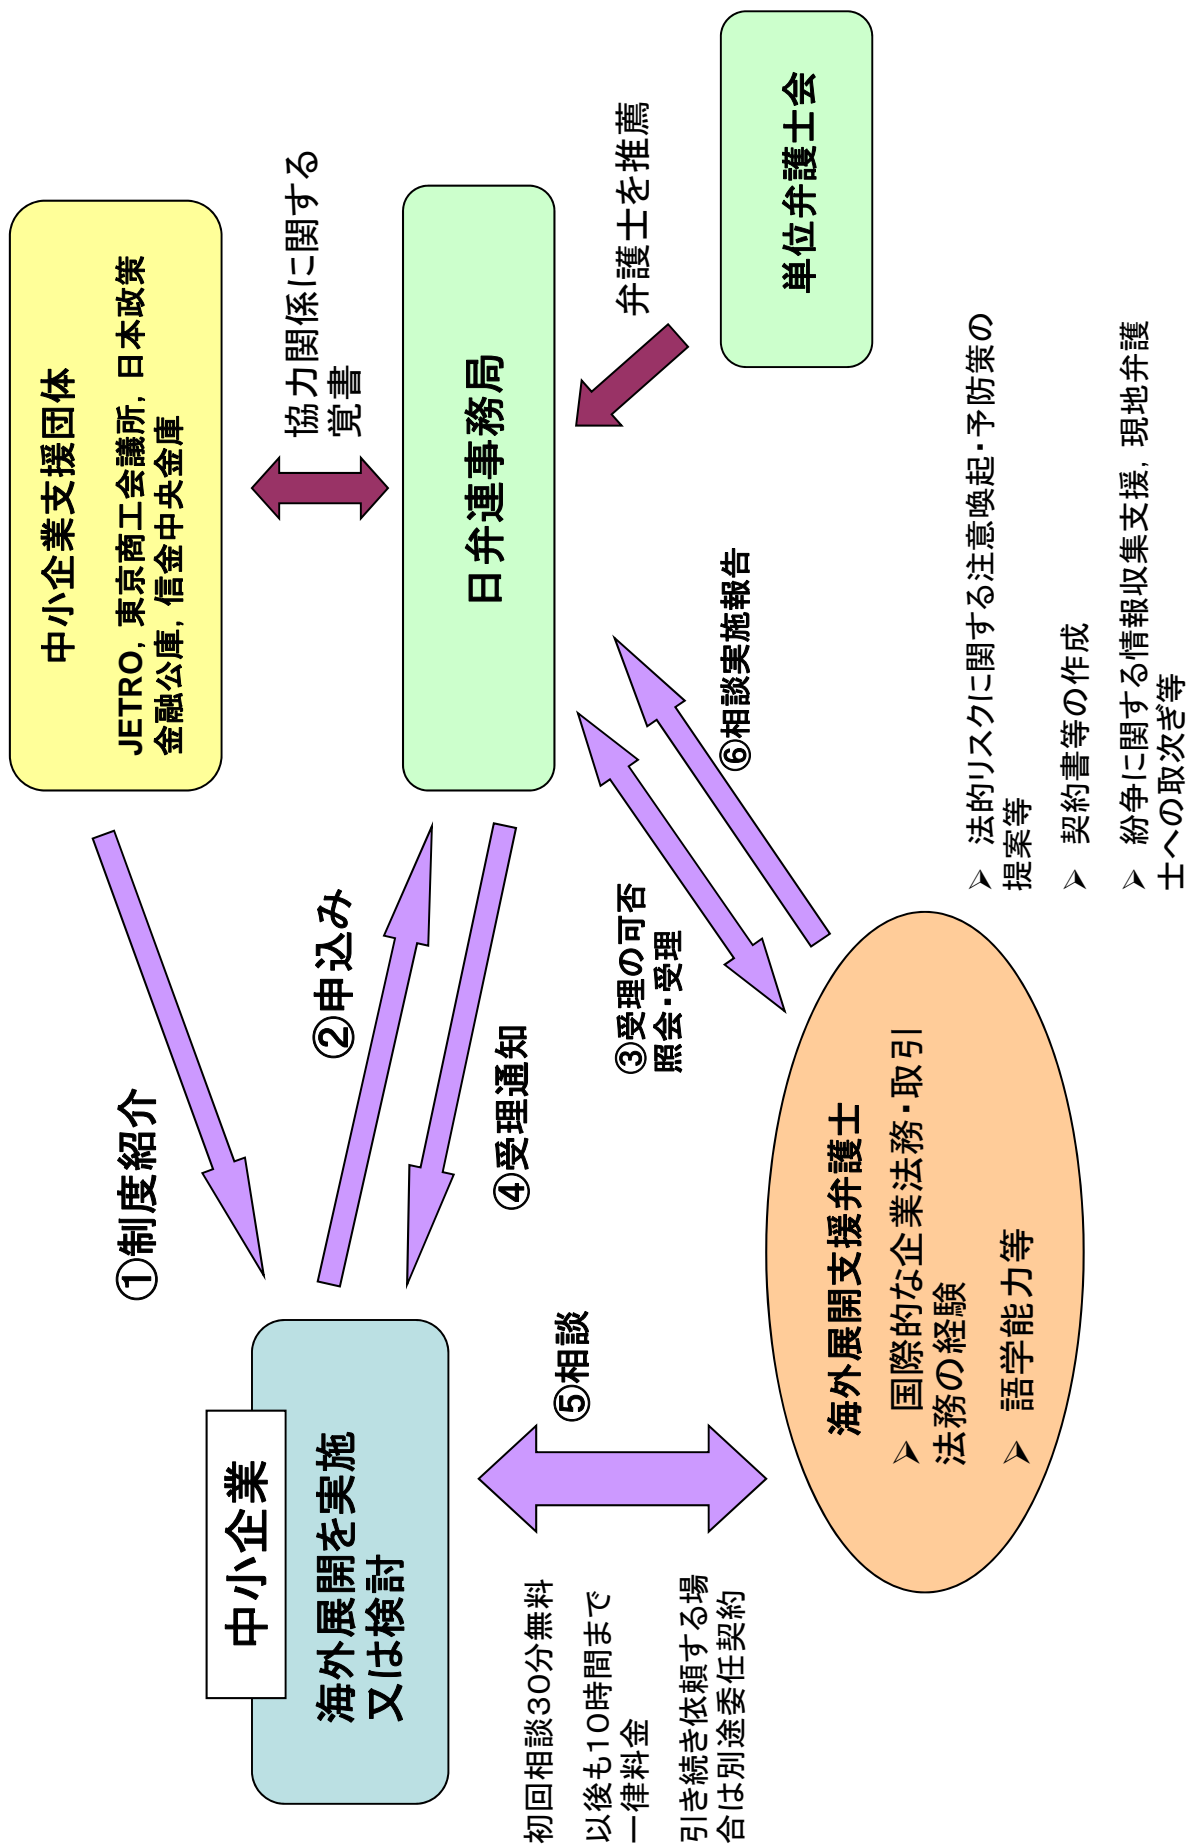 中小企業支援団体
JETRO, 東京商工会議所, 日本政策
金融公庫, 信金中央金庫
協力関係に関する
覚書
日弁連事務局
弁護士を推薦
単位弁護士会
①制度紹介
②申込み
④受理通知
③受理の可否
照会・受理
⑥相談実施報告
中小企業
海外展開を実施
又は検討
⑤相談
初回相談30分無料
以後も10時間まで
一律料金
引き続き依頼する場
合は別途委任契約
海外展開支援弁護士
➢ 国際的な企業法務・取引
法務の経験
➢ 語学能力等
➢ 法的リスクに関する注意喚起・予防策の
提案等
➢ 契約書等の作成
➢ 紛争に関する情報収集支援, 現地弁護
士への取次ぎ等